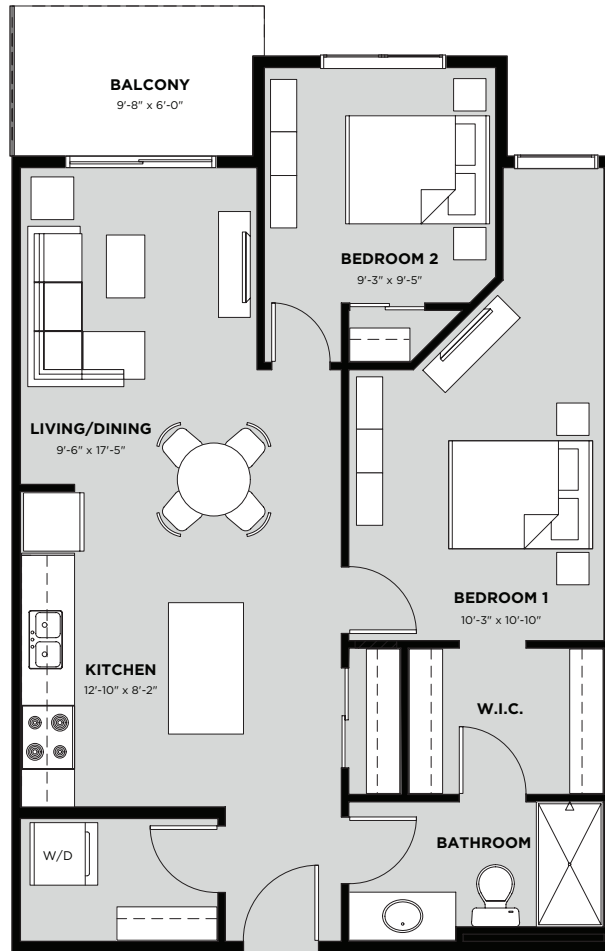 BALCONY
9'-8" x 6'-0"
BEDROOM 2
9'-3" x 9'-5"
LIVING/DINING
9'-6" x 17'-5"
BEDROOM 1
10'-3" x 10'-10"
KITCHEN
12'-10" x 8'-2"
W.I.C.
BATHROOM
W/D